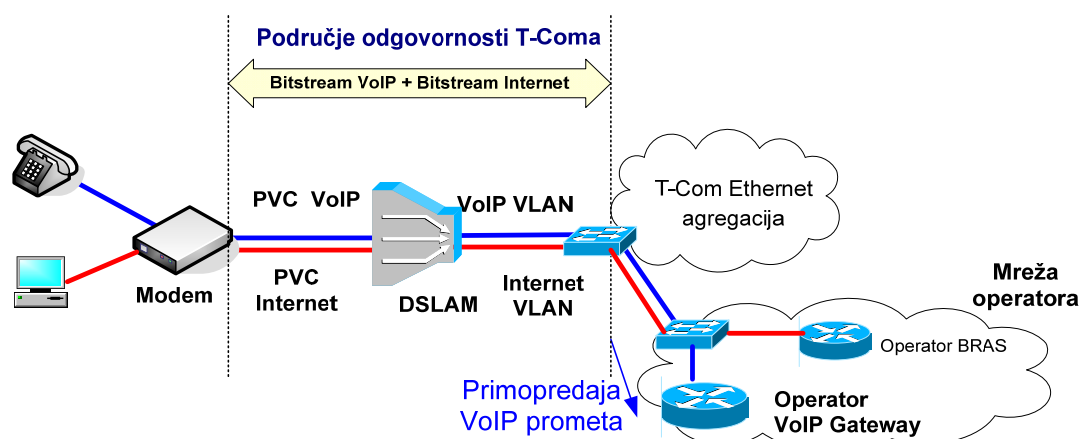 Područje odgovornosti T-Coma
Bitstream VoIP + Bitstream Internet
PVC VoIP
VoIP VLAN
T-Com Ethernet
agregacija
Modem
PVC
Internet
DSLAM
Internet
VLAN
Mreža
operatora
Operator BRAS
Primopredaja
VoIP prometa
Operator
VoIP Gateway